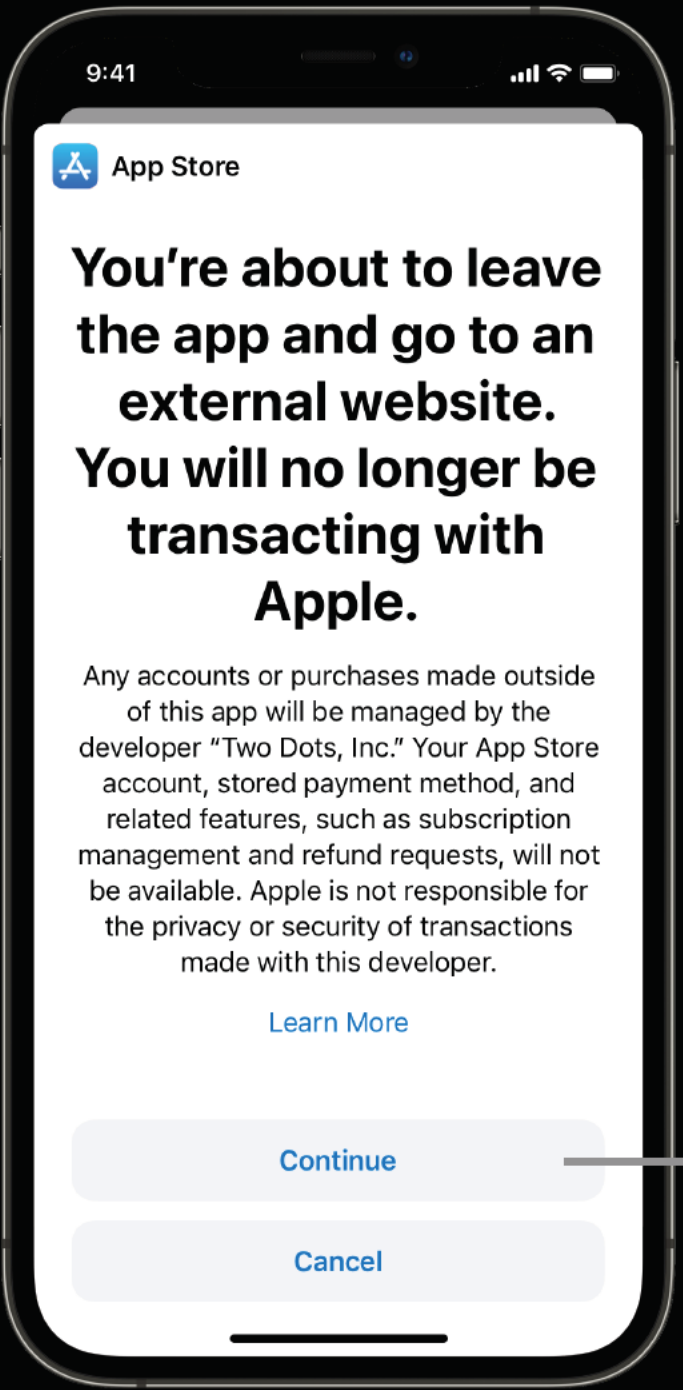 9:41
App Store
You’re about to leave
the app and go to an
external website.
You will no longer be
transacting with
Apple.
Any accounts or purchases made outside
of this app will be managed by the
developer “Two Dots, Inc.” Your App Store
account, stored payment method, and
related features, such as subscription
management and refund requests, will not
be available. Apple is not responsible for
the privacy or security of transactions
made with this developer.
Learn More
Continue
Cancel